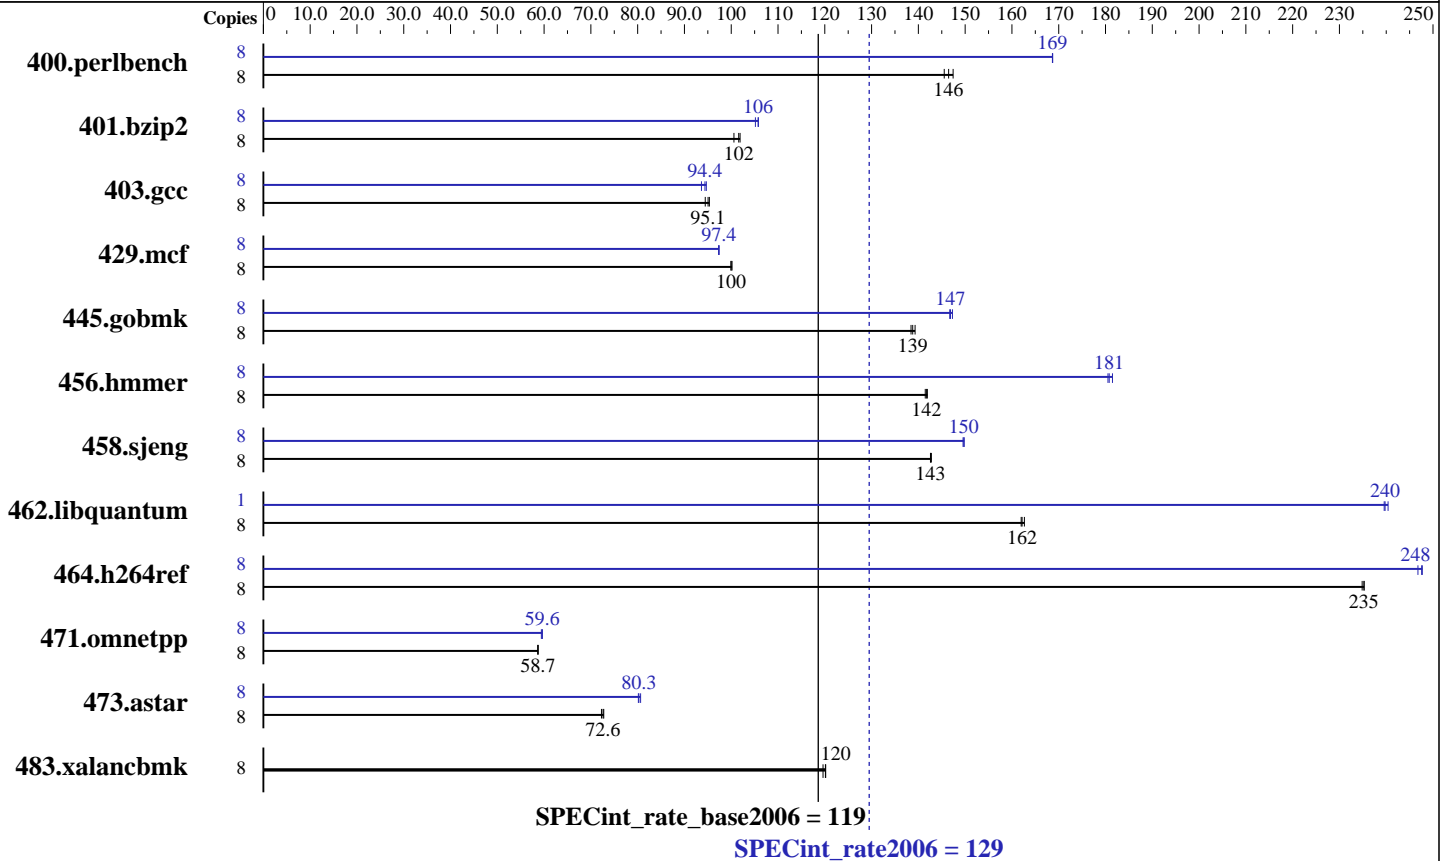 Copies 0 10.0 20.0 30.0 40.0 50.0 60.0 70.0 80.0 90.0 100 110 120 130 140 150 160 170 180 190 200 210 220 230 250
400.perlbench 8 169
8 146
401.bzip2 8 106
8 102
403.gcc 8 94.4
8 95.1
429.mcf 8 97.4
8 100
445.gobmk 8 147
8 139
456.hmmer 8 181
8 142
458.sjeng 8 150
8 143
462.libquantum 1 240
8 162
464.h264ref 8 248
8 235
471.omnetpp 8 59.6
8 58.7
473.astar 8 80.3
8 72.6
483.xalancbmk 8 120
SPECint_rate_base2006 = 119
SPECint_rate2006 = 129